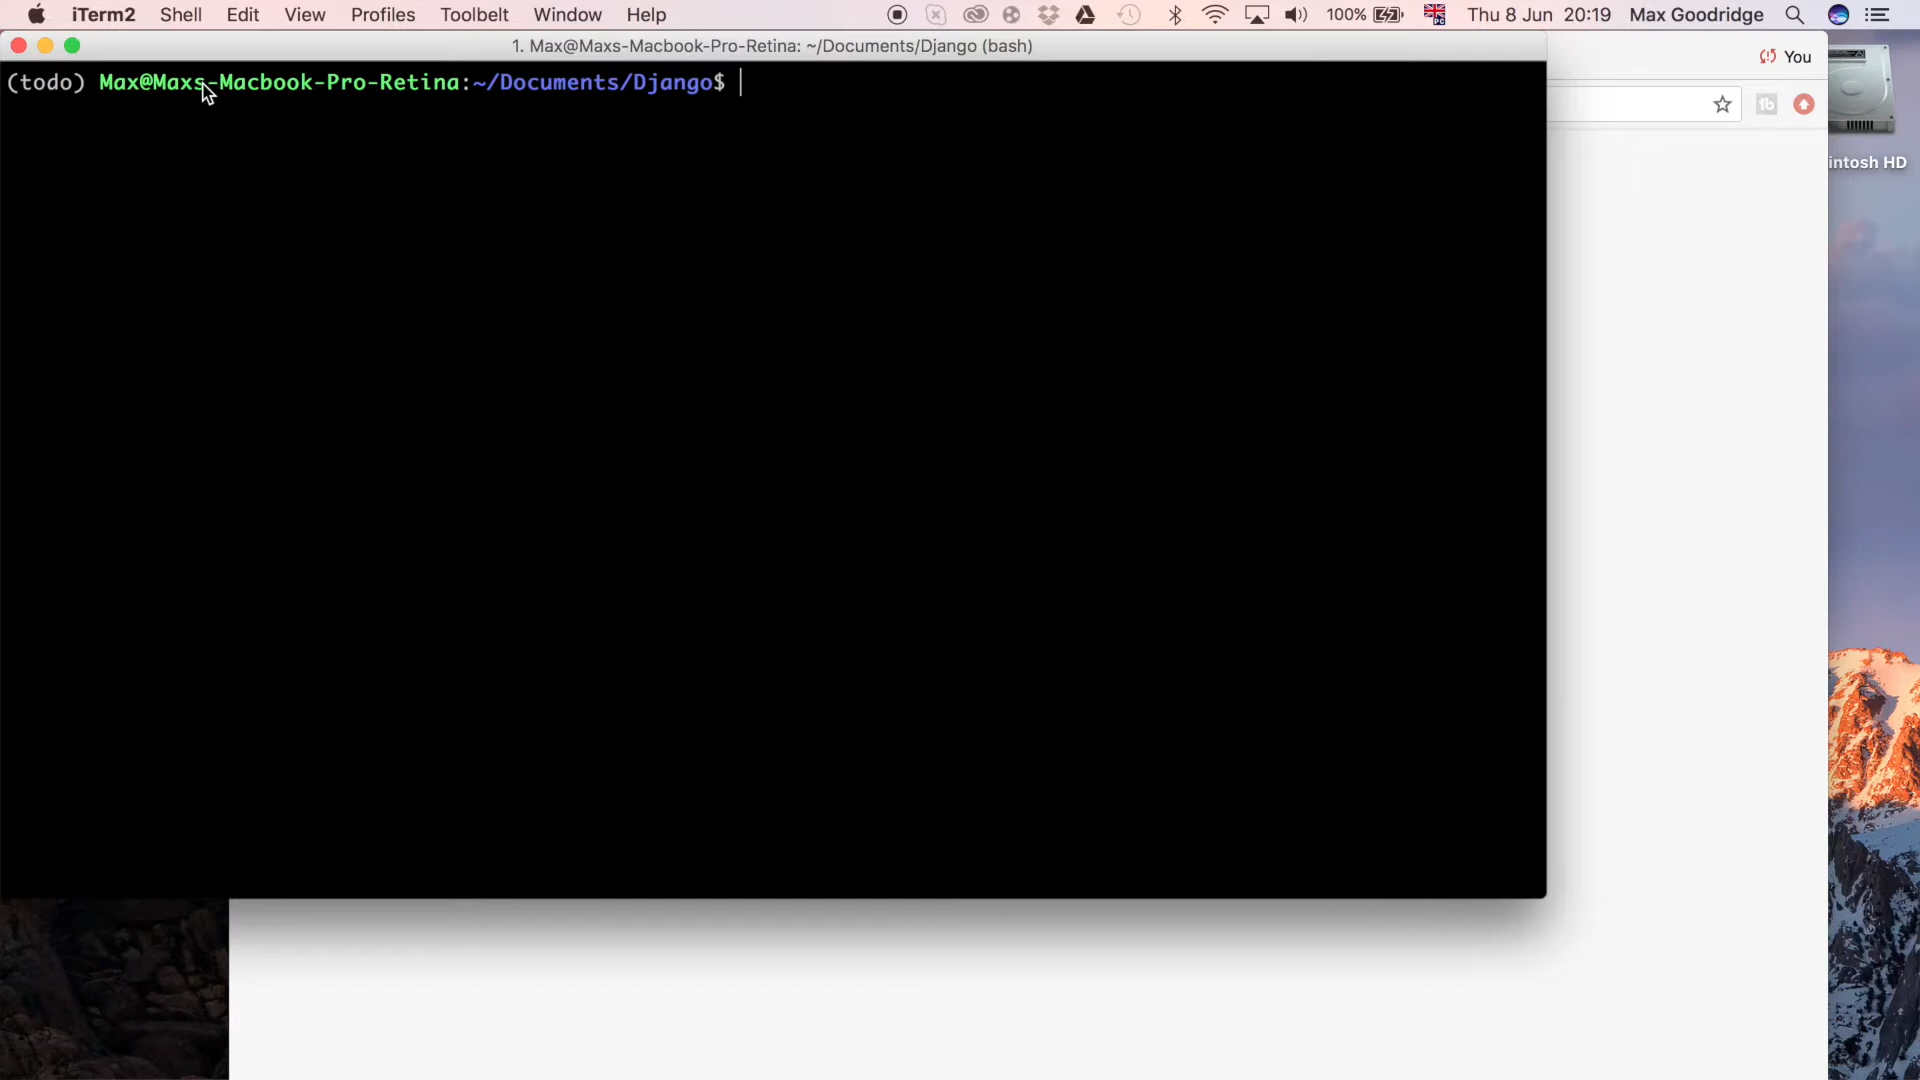 iTerm2 Shell Edit View Profiles Toolbelt Window Help 100% Thu 8 Jun 20:19 Max Goodridge
1. Max@Maxs-Macbook-Pro-Retina: ~/Documents/Django (bash)
You
(todo) Max@Maxs-Macbook-Pro-Retina:~/Documents/Django$
intosh HD